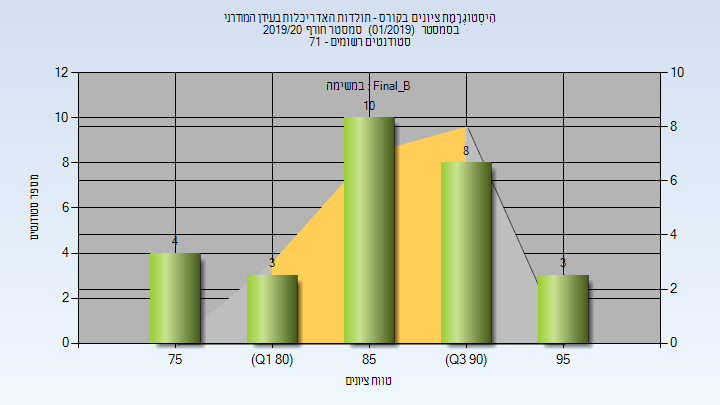 היסטוגרמת ציונים בקורס - תולדות האדריכלות בעידן המודרני
בסמסטר (01/2019) סמסטר חורף 2019/20
סטודנטים רשומים - 71
במשימה : Final_B
12
10
8
6
4
2
0
10
8
6
4
2
0
4
3
10
8
3
75
(Q1 80)
85
(Q3 90)
95
מספר סטודנטים
טווח ציונים